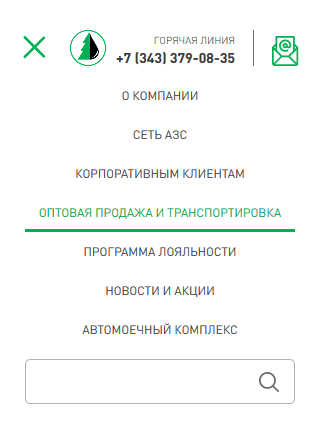 ГОРЯЧАЯ ЛИНИЯ
+7 (343) 379-08-35
О КОМПАНИИ
СЕТЬ АЗС
КОРПОРАТИВНЫМ КЛИЕНТАМ
ОПТОВАЯ ПРОДАЖА И ТРАНСПОРТИРОВКА
ПРОГРАММА ЛОЯЛЬНОСТИ
НОВОСТИ И АКЦИИ
АВТОМОЕЧНЫЙ КОМПЛЕКС